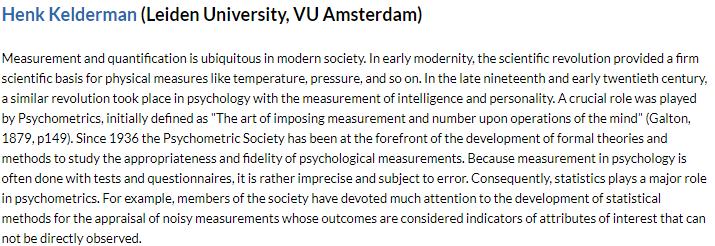 Henk Kelderman (Leiden University, VU Amsterdam)
Measurement and quantification is ubiquitous in modern society. In early modernity, the scientific revolution provided a firm
scientific basis for physical measures like temperature, pressure, and so on. In the late nineteenth and early twentieth century,
a similar revolution took place in psychology with the measurement of intelligence and personality. A crucial role was played
by Psychometrics, initially defined as "The art of imposing measurement and number upon operations of the mind" (Galton,
1879, p149). Since 1936 the Psychometric Society has been at the forefront of the development of formal theories and
methods to study the appropriateness and fidelity of psychological measurements. Because measurement in psychology is
often done with tests and questionnaires, it is rather imprecise and subject to error. Consequently, statistics plays a major role
in psychometrics. For example, members of the society have devoted much attention to the development of statistical
methods for the appraisal of noisy measurements whose outcomes are considered indicators of attributes of interest that can
not be directly observed.